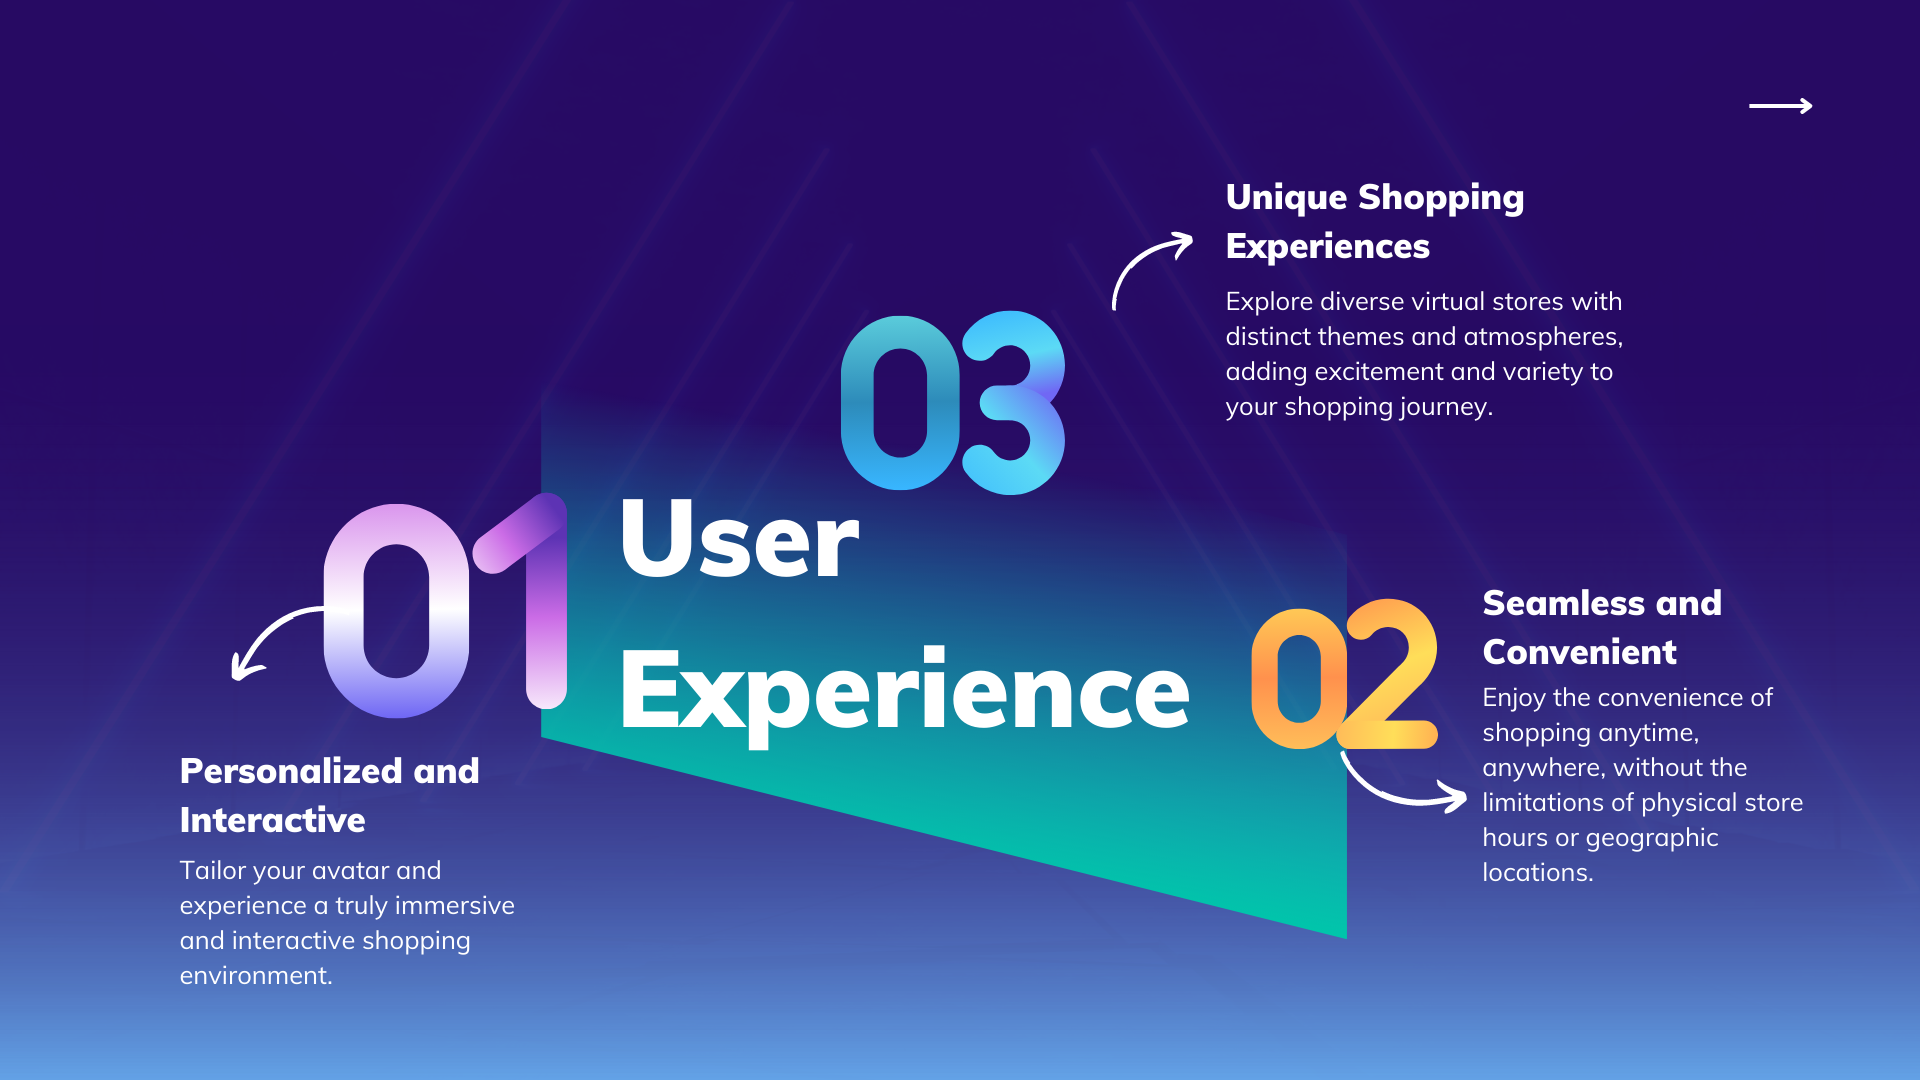 User
Experience
01
Personalized and
Interactive
Tailor your avatar and
experience a truly immersive
and interactive shopping
environment.
02
Seamless and
Convenient
Enjoy the convenience of
shopping anytime,
anywhere, without the
limitations of physical store
hours or geographic
locations.
03
Unique Shopping
Experiences
Explore diverse virtual stores with
distinct themes and atmospheres,
adding excitement and variety to
your shopping journey.